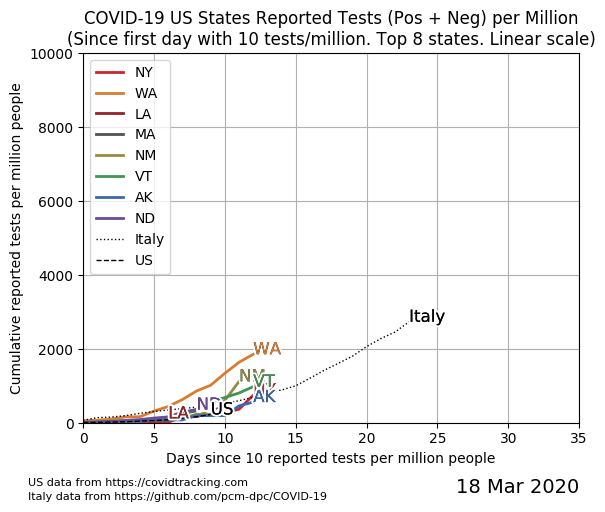 COVID-19 US States Reported Tests (Pos + Neg) per Million
(Since first day with 10 tests/million. Top 8 states. Linear scale)
Cumulative reported tests per million people
10000
8000
6000
4000
2000
0
NY
WA
LA
MA
NM
VT
AK
ND
Italy
US
Italy
WA
NM
VT
AK
ND
US
LA
0 5 10 15 20 25 30 35
Days since 10 reported tests per million people
US data from https://covidtracking.com
Italy data from https://github.com/pcm-dpc/COVID-19
18 Mar 2020